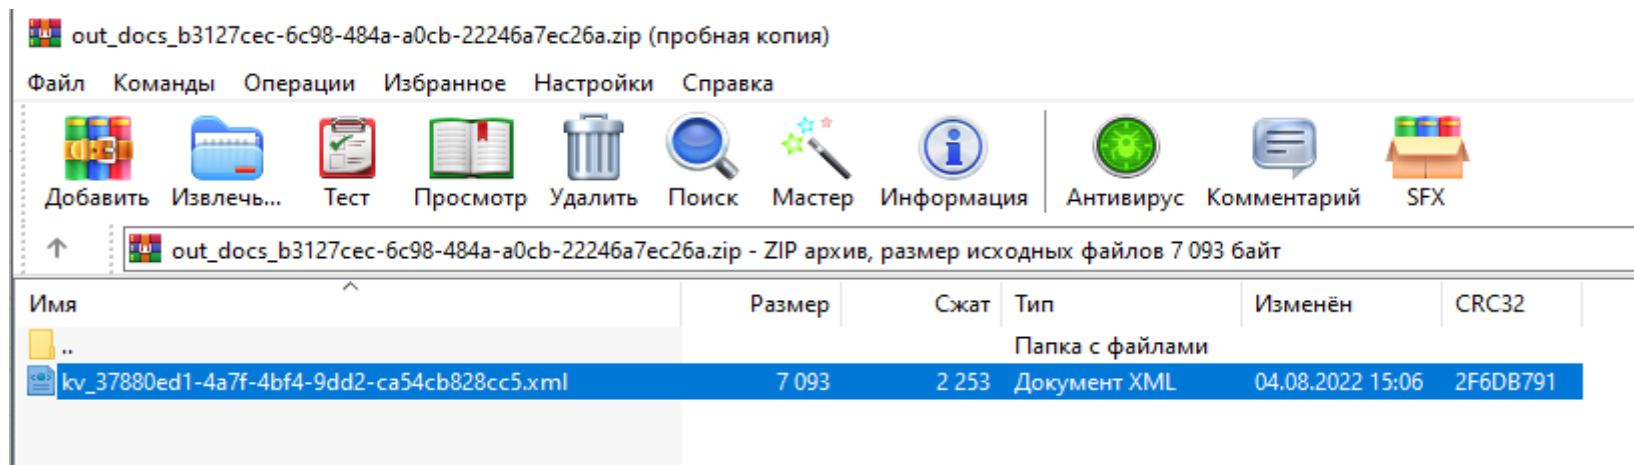 out_docs_b3127cec-6c98-484a-a0cb-22246a7ec26a.zip (пробная копия)
Файл Команды Операции Избранное Настройки Справка
Добавить Извлечь... Тест Просмотр Удалить Поиск Мастер Информация Антивирус Комментарий SFX
out_docs_b3127cec-6c98-484a-a0cb-22246a7ec26a.zip - ZIP архив, размер исходных файлов 7 093 байт
Имя Размер Сжат Тип Изменён CRC32
.. Папка с файлами
kv_37880ed1-4a7f-4bf4-9dd2-ca54cb828cc5.xml 7 093 2 253 Документ XML 04.08.2022 15:06 2F6DB791